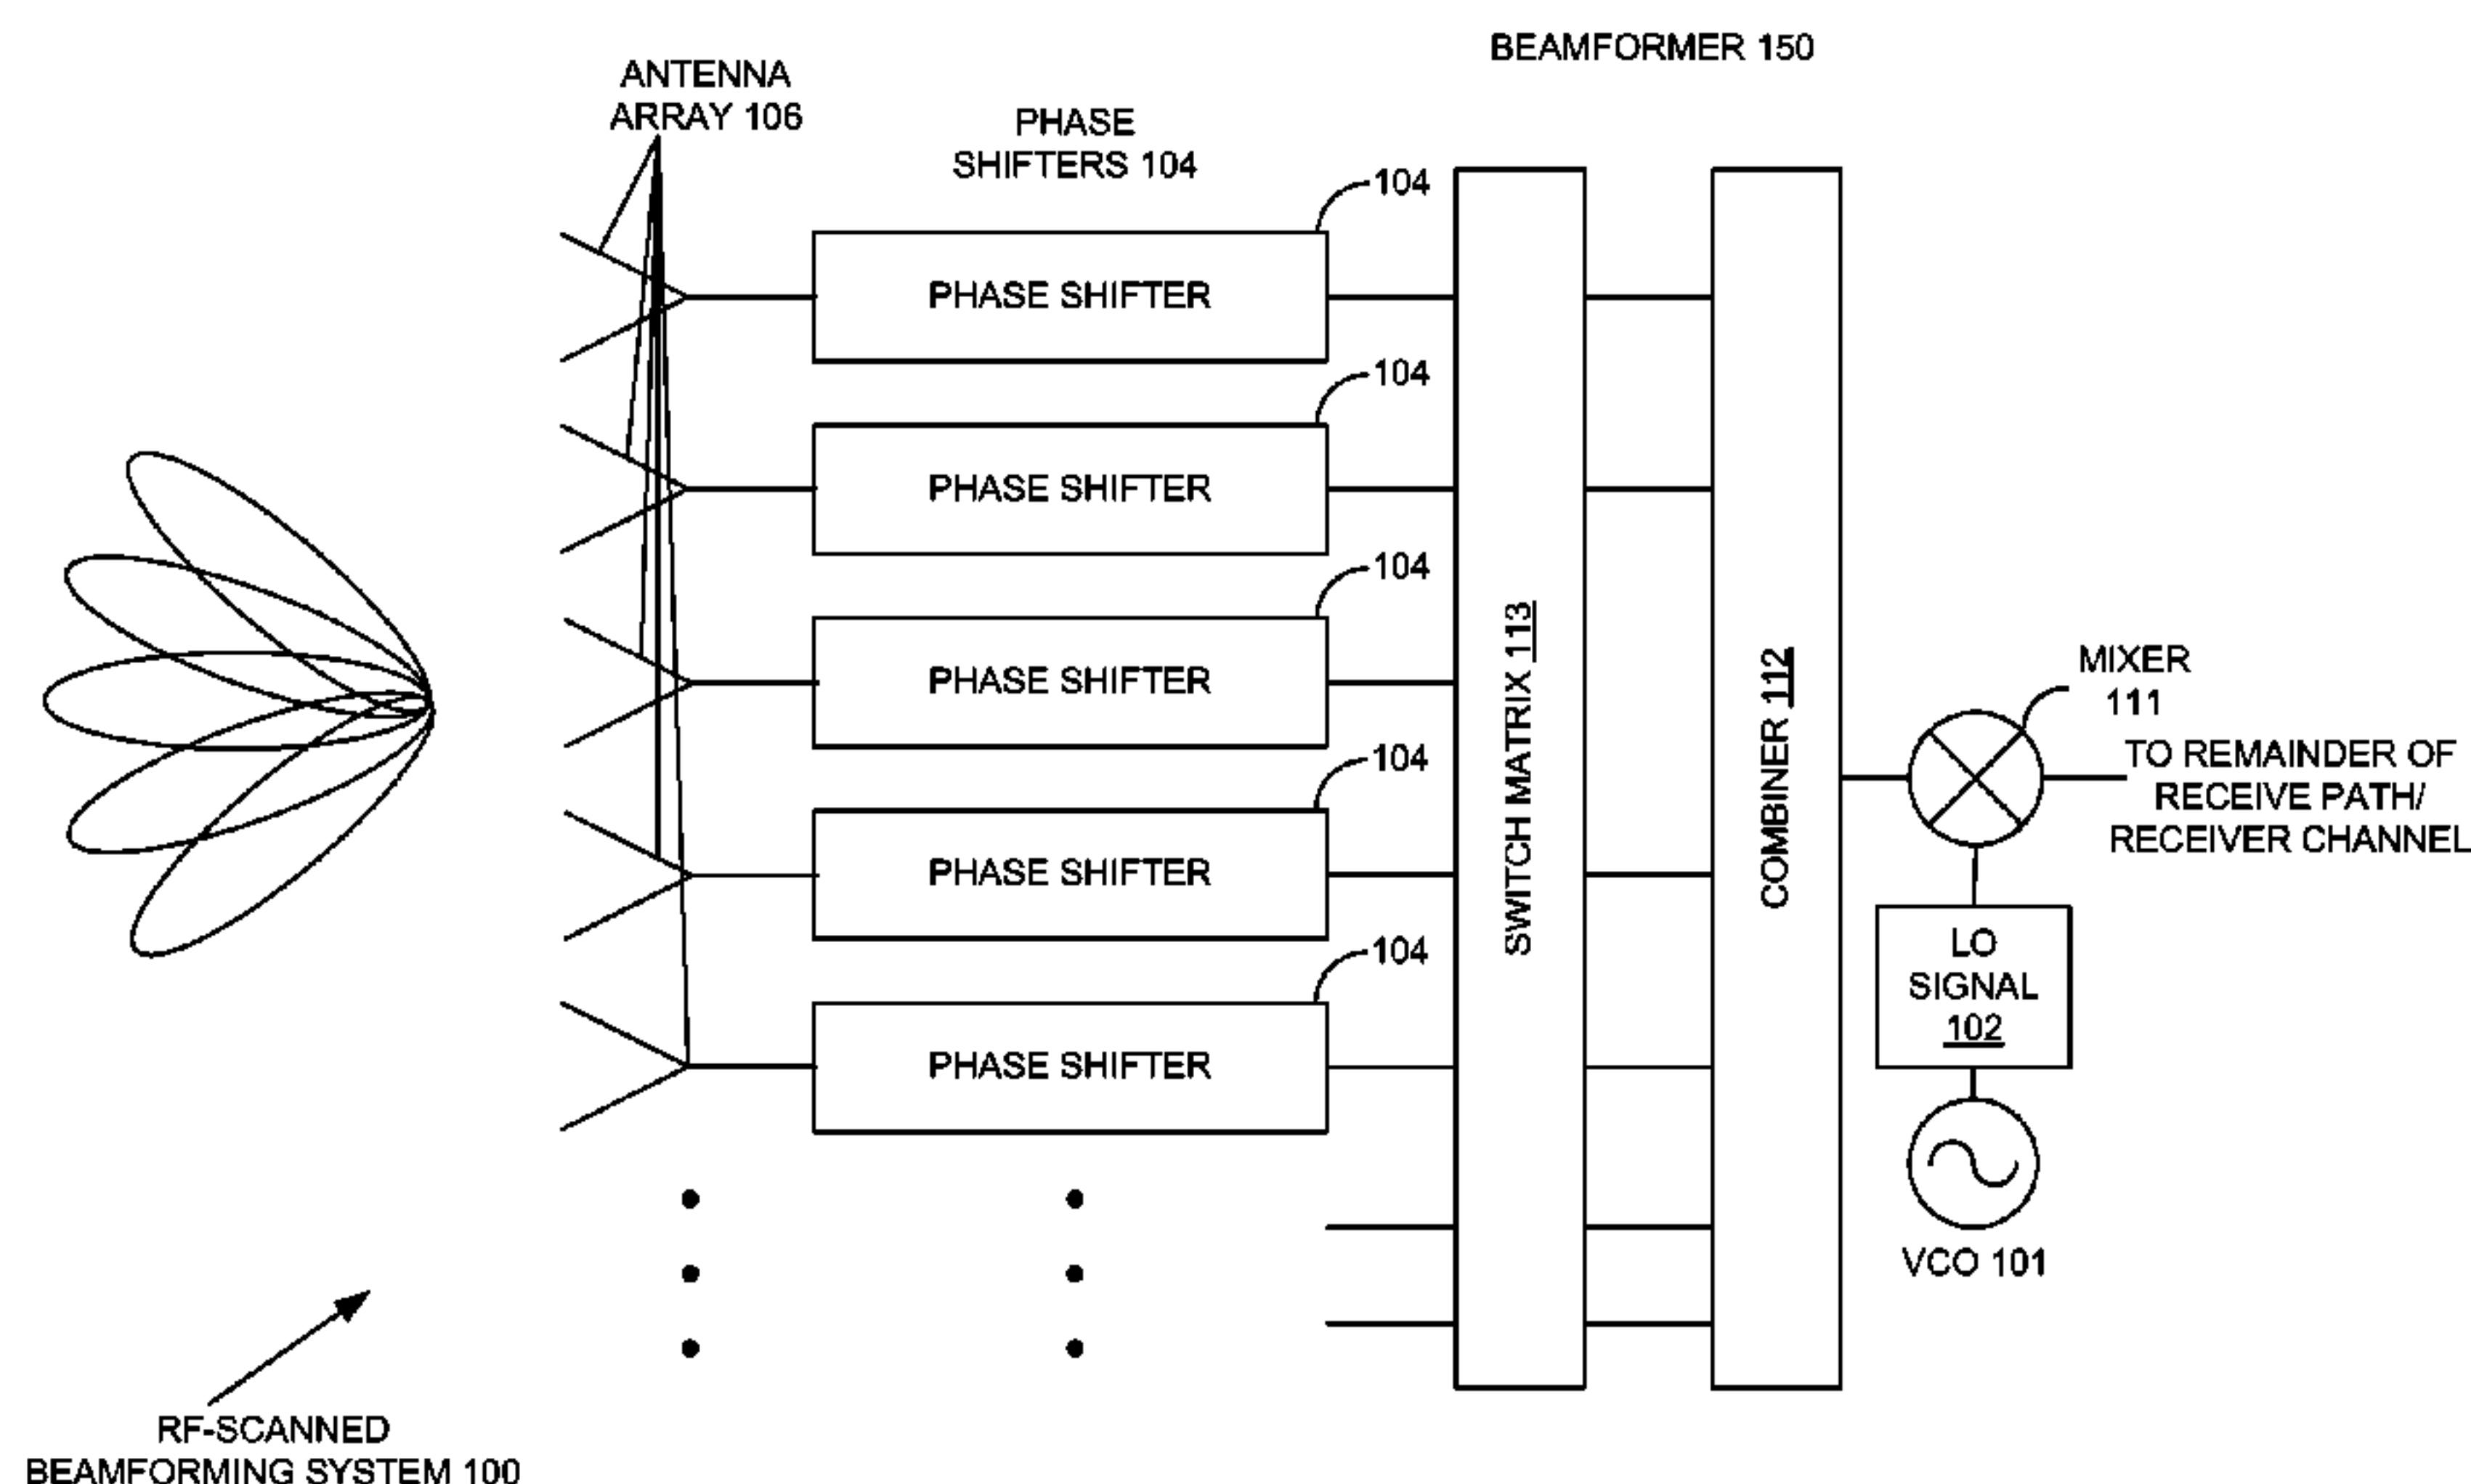 BEAMFORMER 150
ANTENNA
ARRAY 106
PHASE
SHIFTERS 104
104
PHASE SHIFTER
104
PHASE SHIFTER
104
PHASE SHIFTER
104
PHASE SHIFTER
104
PHASE SHIFTER
SWITCH MATRIX 113
COMBINER 112
MIXER
111
TO REMAINDER OF
RECEIVE PATH/
RECEIVER CHANNEL
LO
SIGNAL
102
VCO 101
RF-SCANNED
BEAMFORMING SYSTEM 100